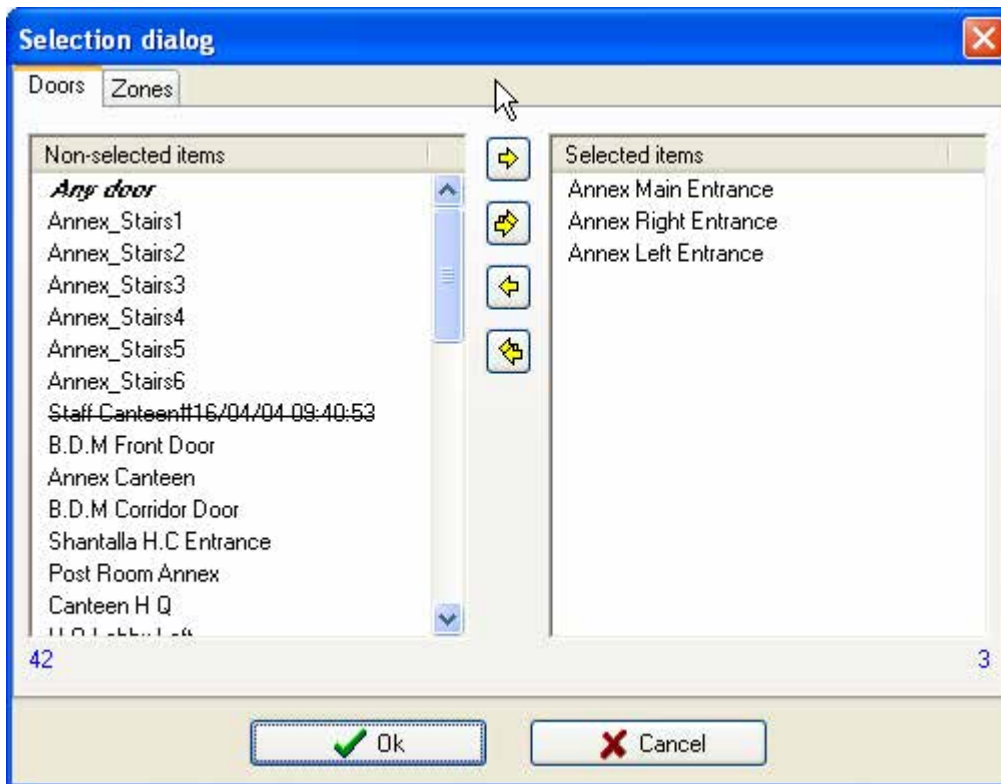 Selection dialog
Doors Zones
Non-selected items
Any door
Annex_Stairs1
Annex_Stairs2
Annex_Stairs3
Annex_Stairs4
Annex_Stairs5
Annex_Stairs6
Staff Canteen#16/04/04 09:40:53
B.D.M Front Door
Annex Canteen
B.D.M Corridor Door
Shantalla H.C Entrance
Post Room Annex
Canteen H Q
42
Selected items
Annex Main Entrance
Annex Right Entrance
Annex Left Entrance
3
Ok
Cancel